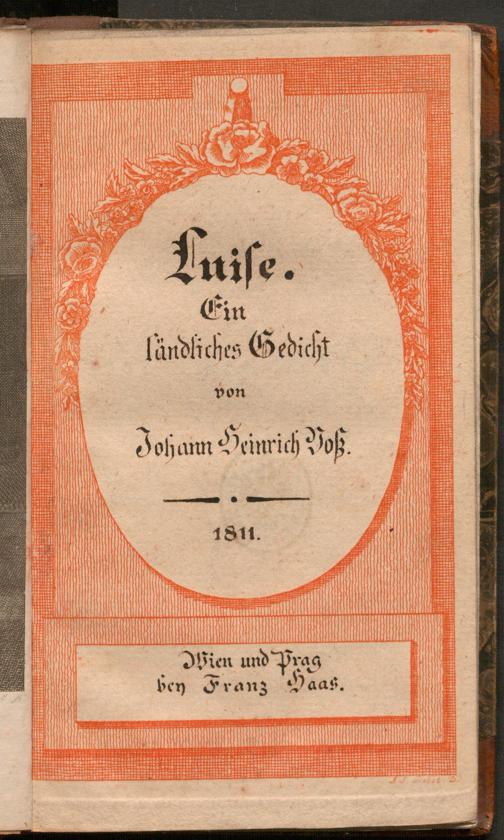 Luiſe.
Ein
ländliches Gedicht
von
Johann Heinrich Voß.
1811.
Wien und Prag
bey Franz Haas.